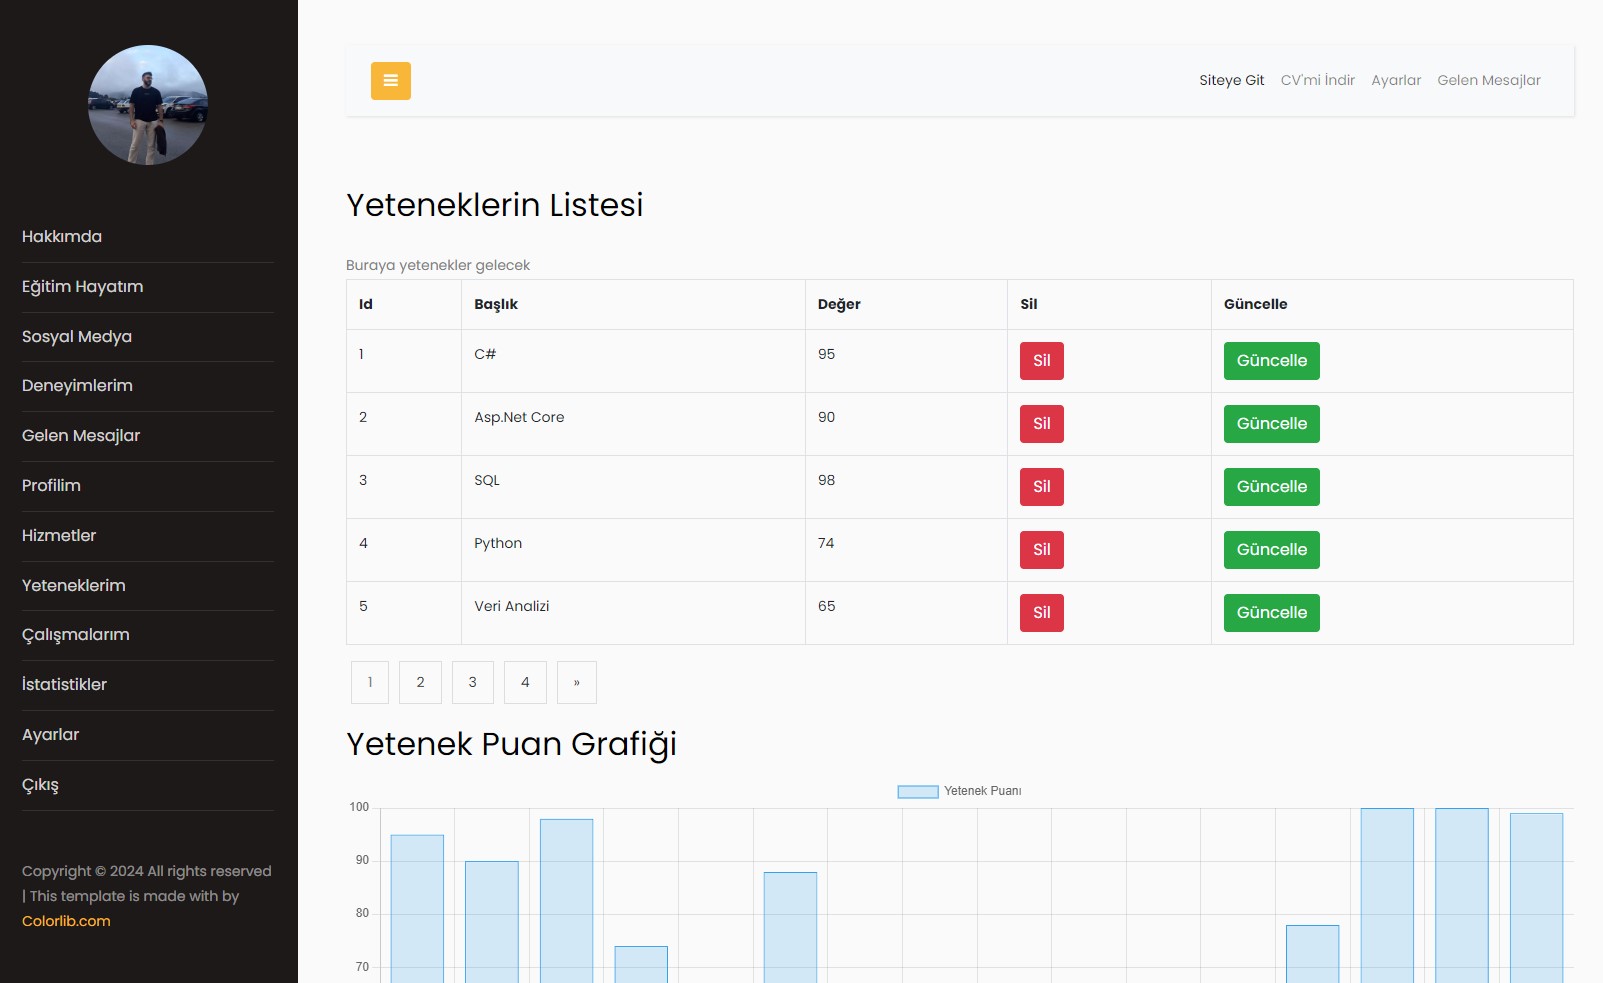 Siteye Git CV'mi İndir Ayarlar Gelen Mesajlar
Hakkımda
Eğitim Hayatım
Sosyal Medya
Deneyimlerim
Gelen Mesajlar
Profilim
Hizmetler
Yeteneklerim
Çalışmalarım
İstatistikler
Ayarlar
Çıkış
Copyright © 2024 All rights reserved
| This template is made with by
Colorlib.com
Yeteneklerin Listesi
Buraya yetenekler gelecek
Id Başlık Değer Sil Güncelle
1 C# 95 Sil Güncelle
2 Asp.Net Core 90 Sil Güncelle
3 SQL 98 Sil Güncelle
4 Python 74 Sil Güncelle
5 Veri Analizi 65 Sil Güncelle
1 2 3 4 »
Yetenek Puan Grafiği
Yetenek Puanı
100
90
80
70